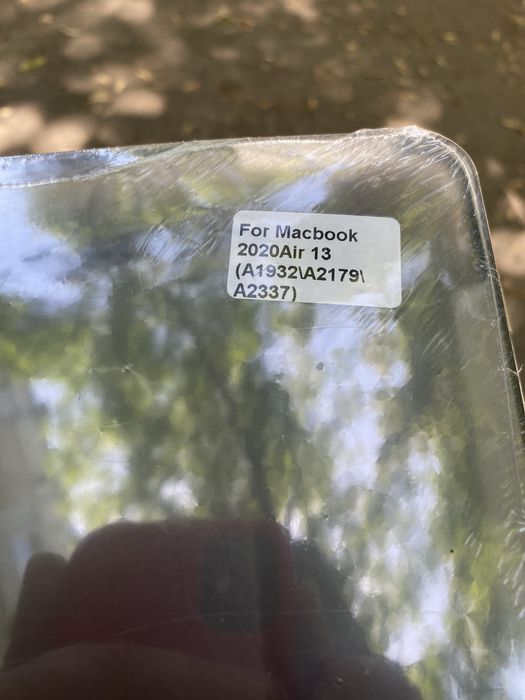 For Macbook
2020Air 13
(A1932\A2179\
A2337)